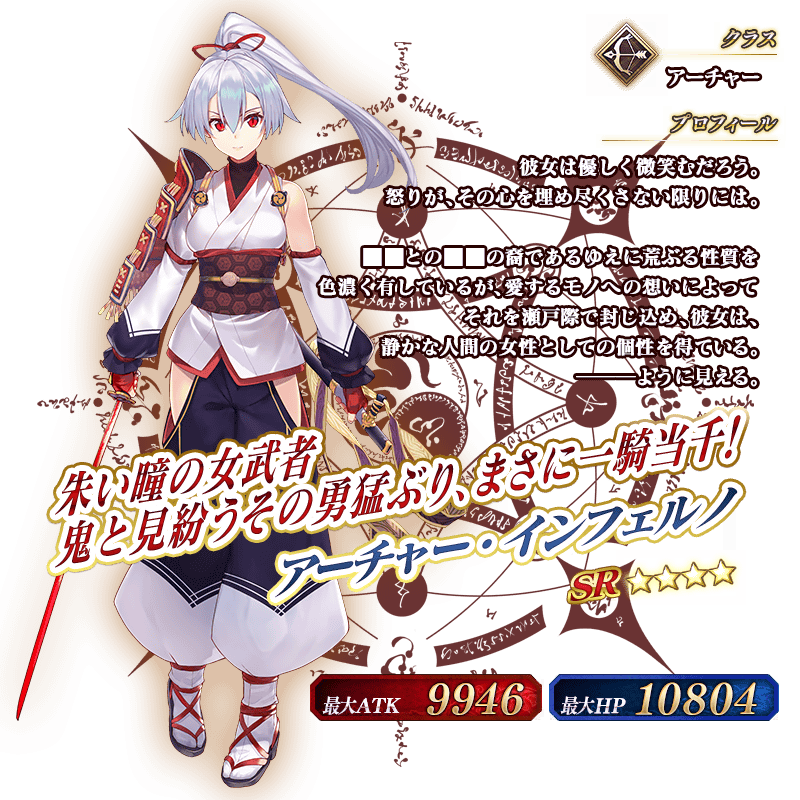 クラス
アーチャー
プロフィール
彼女は優しく微笑むだろう。
怒りが、その心を埋め尽くさない限りには。
■■との■■の裔であるゆえに荒ぶる性質を
色濃く有しているが、愛するモノへの想いによって
それを瀬戸際で封じ込め、彼女は、
静かな人間の女性としての個性を得ている。
———ように見える。
朱い瞳の女武者
鬼と見紛うその勇猛ぶり、まさに一騎当千！
アーチャー・インフェルノ
SR ☆☆☆☆
最大ATK 9946
最大HP 10804